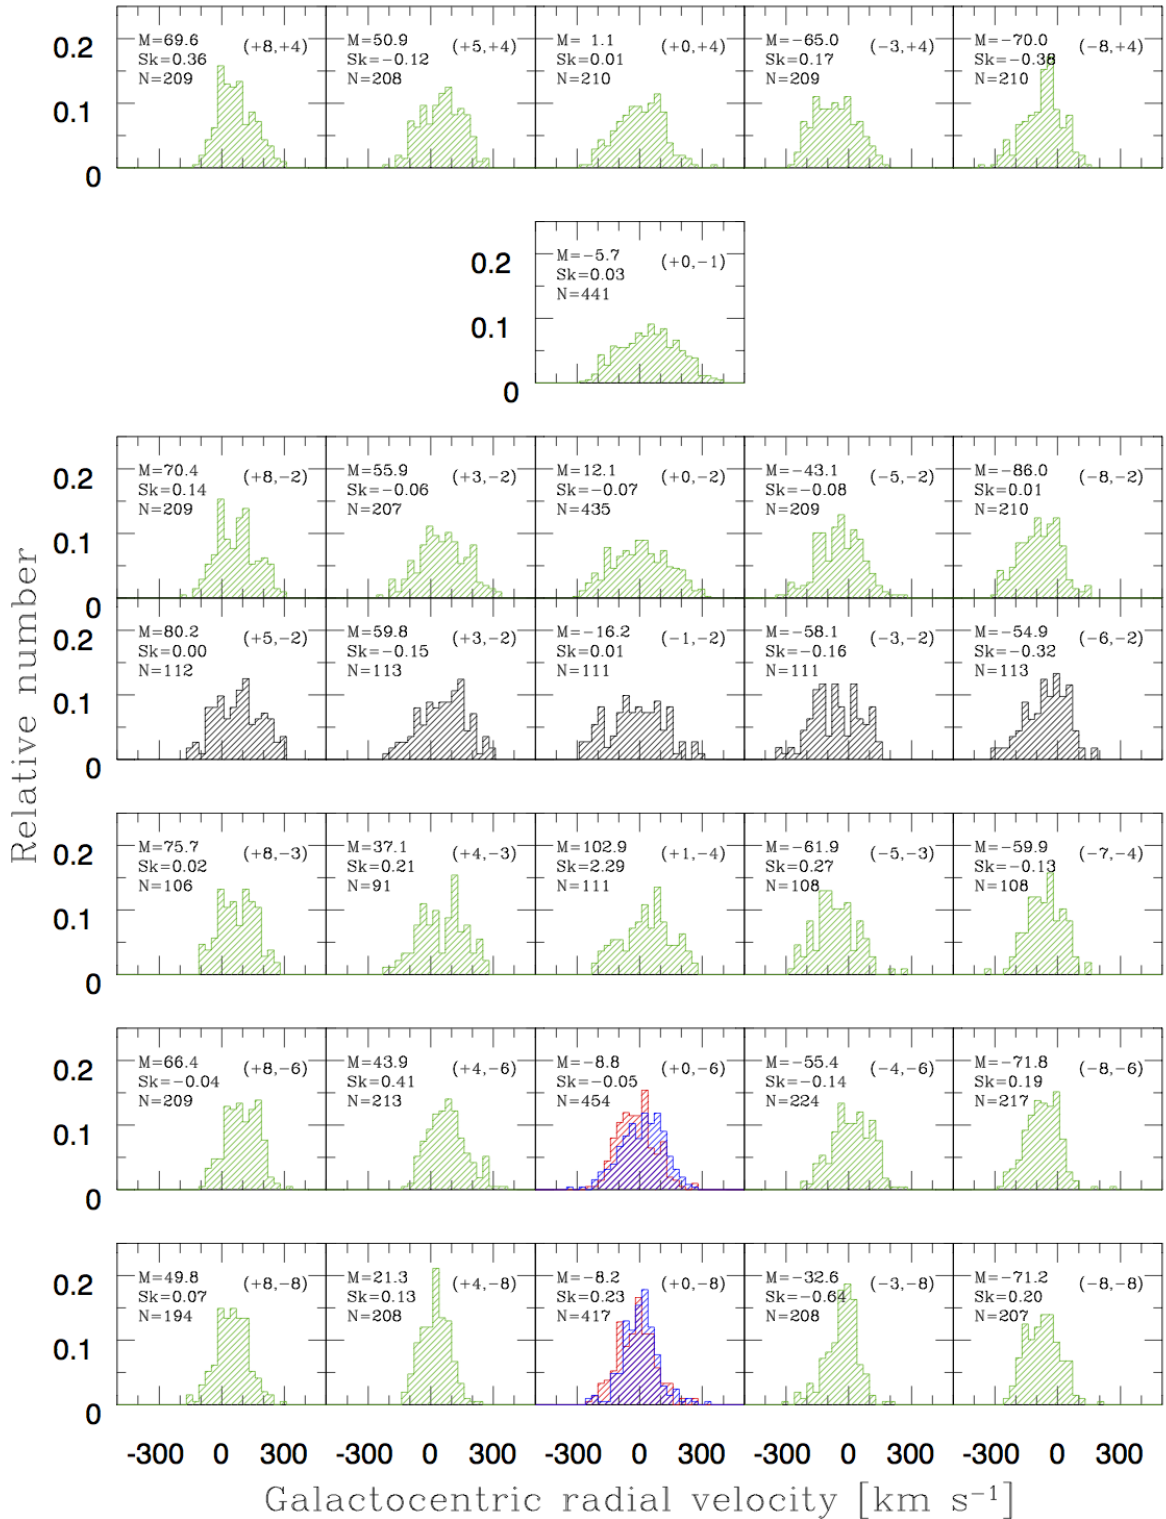 0.2
0.1
0
M=69.6
Sk=0.36
N=209
(+8,+4)
M=50.9
Sk=−0.12
N=208
(+5,+4)
M= 1.1
Sk=0.01
N=210
(+0,+4)
M=−65.0
Sk=0.17
N=209
(−3,+4)
M=−70.0
Sk=−0.38
N=210
(−8,+4)
0.2
0.1
0
M=−5.7
Sk=0.03
N=441
(+0,−1)
0.2
0.1
0
M=70.4
Sk=0.14
N=209
(+8,−2)
M=55.9
Sk=−0.06
N=207
(+3,−2)
M=12.1
Sk=−0.07
N=435
(+0,−2)
M=−43.1
Sk=−0.08
N=209
(−5,−2)
M=−86.0
Sk=0.01
N=210
(−8,−2)
0.2
0.1
0
M=80.2
Sk=0.00
N=112
(+5,−2)
M=59.8
Sk=−0.15
N=113
(+3,−2)
M=−16.2
Sk=0.01
N=111
(−1,−2)
M=−58.1
Sk=−0.16
N=111
(−3,−2)
M=−54.9
Sk=−0.32
N=113
(−6,−2)
0.2
0.1
0
M=75.7
Sk=0.02
N=106
(+8,−3)
M=37.1
Sk=0.21
N=91
(+4,−3)
M=102.9
Sk=2.29
N=111
(+1,−4)
M=−61.9
Sk=0.27
N=108
(−5,−3)
M=−59.9
Sk=−0.13
N=108
(−7,−4)
0.2
0.1
0
M=66.4
Sk=−0.04
N=209
(+8,−6)
M=43.9
Sk=0.41
N=213
(+4,−6)
M=−8.8
Sk=−0.05
N=454
(+0,−6)
M=−55.4
Sk=−0.14
N=224
(−4,−6)
M=−71.8
Sk=0.19
N=217
(−8,−6)
0.2
0.1
0
M=49.8
Sk=0.07
N=194
(+8,−8)
M=21.3
Sk=0.13
N=208
(+4,−8)
M=−8.2
Sk=0.23
N=417
(+0,−8)
M=−32.6
Sk=−0.64
N=208
(−3,−8)
M=−71.2
Sk=0.20
N=207
(−8,−8)
-300 0 300 -300 0 300 -300 0 300 -300 0 300 -300 0 300
Galactocentric radial velocity [km s⁻¹]
Relative number